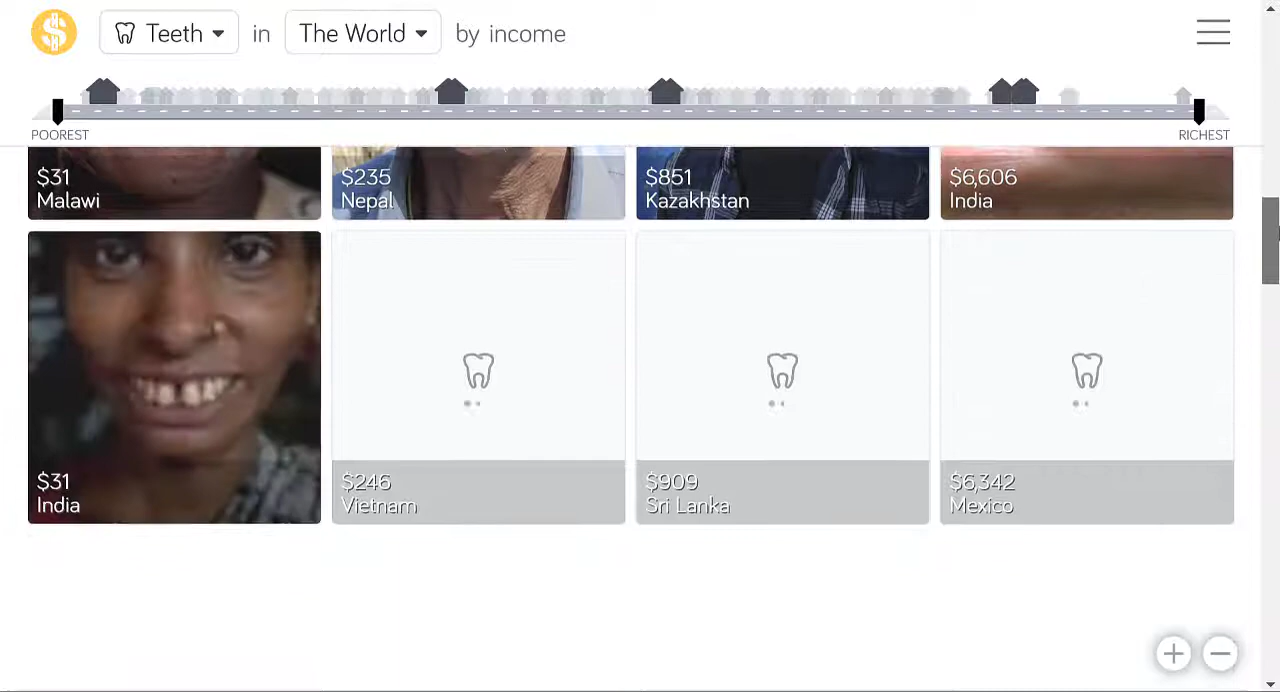 $ Teeth in The World by income
POOREST RICHEST
$31 $235 $851 $6,606
Malawi Nepal Kazakhstan India
$31 $246 $909 $6,342
India Vietnam Sri Lanka Mexico